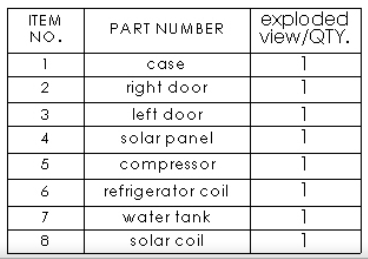 ITEM NO. PART NUMBER exploded view/QTY.
1 case 1
2 right door 1
3 left door 1
4 solar panel 1
5 compressor 1
6 refrigerator coil 1
7 water tank 1
8 solar coil 1